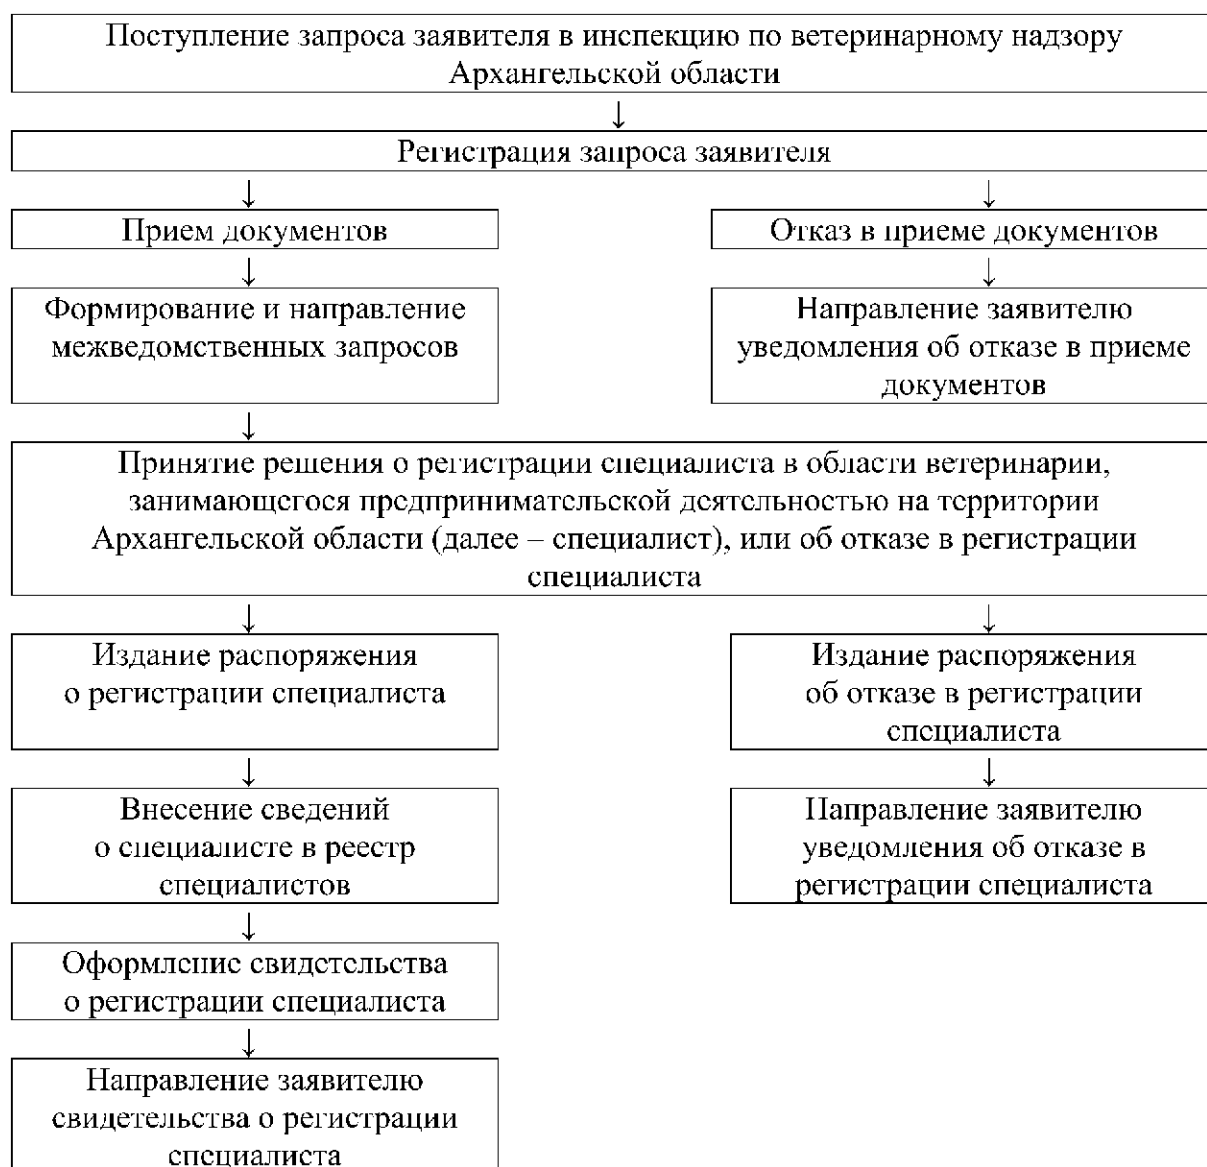 Поступление запроса заявителя в инспекцию по ветеринарному надзору
Архангельской области
↓
Регистрация запроса заявителя
↓ ↓
Прием документов
Отказ в приеме документов
↓ ↓
Формирование и направление
межведомственных запросов
Направление заявителю
уведомления об отказе в приеме
документов
↓
Принятие решения о регистрации специалиста в области ветеринарии,
занимающегося предпринимательской деятельностью на территории
Архангельской области (далее – специалист), или об отказе в регистрации
специалиста
↓ ↓
Издание распоряжения
о регистрации специалиста
Издание распоряжения
об отказе в регистрации
специалиста
↓ ↓
Внесение сведений
о специалисте в реестр
специалистов
Направление заявителю
уведомления об отказе в
регистрации специалиста
↓
Оформление свидетельства
о регистрации специалиста
↓
Направление заявителю
свидетельства о регистрации
специалиста